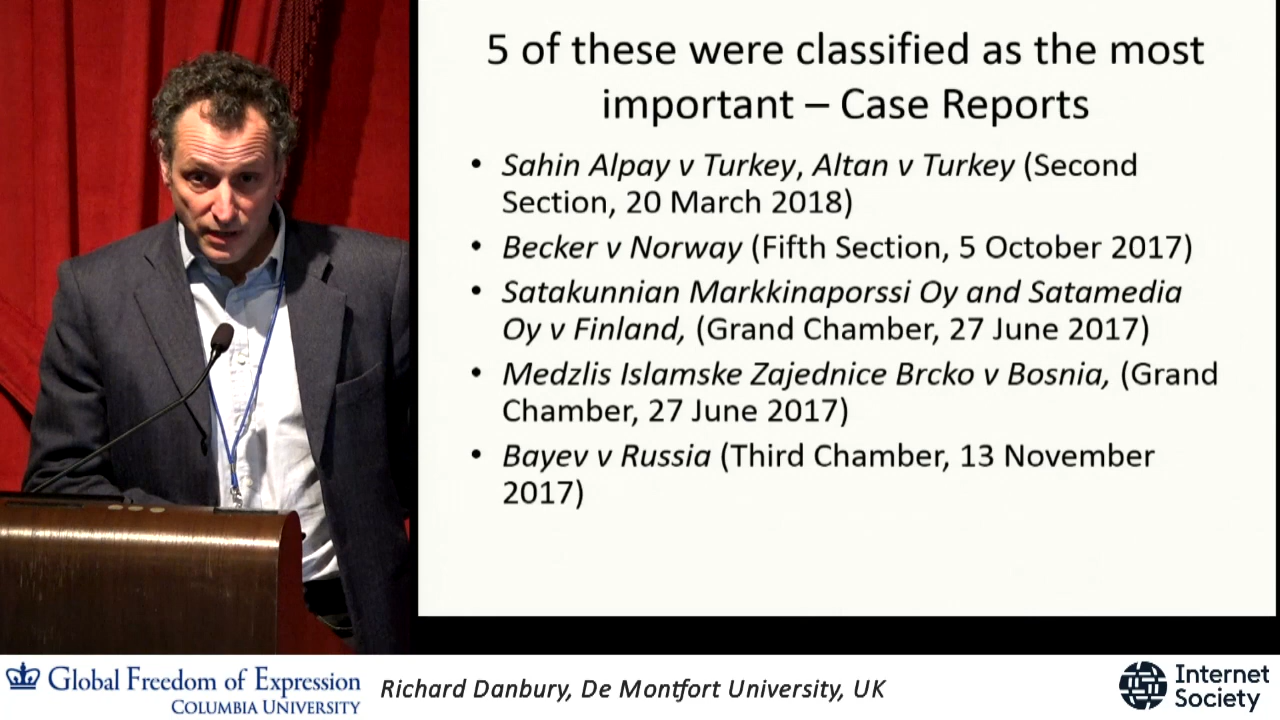 5 of these were classified as the most
important – Case Reports
• Sahin Alpay v Turkey, Altan v Turkey (Second
Section, 20 March 2018)
• Becker v Norway (Fifth Section, 5 October 2017)
• Satakunnian Markkinaporssi Oy and Satamedia
Oy v Finland, (Grand Chamber, 27 June 2017)
• Medzlis Islamske Zajednice Brcko v Bosnia, (Grand
Chamber, 27 June 2017)
• Bayev v Russia (Third Chamber, 13 November
2017)
Global Freedom of Expression
COLUMBIA UNIVERSITY
Richard Danbury, De Montfort University, UK
Internet
Society